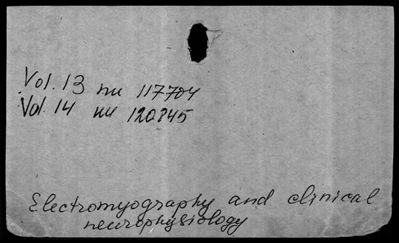 Vol. 13 nu 117704
Vol. 14 nu 120845
Electromyography and clinical
neurophysiology